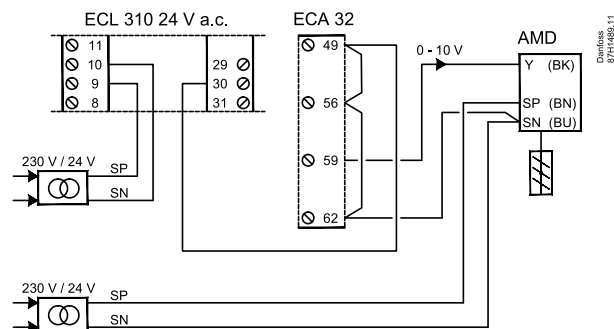 ECL 310 24 V a.c.
ECA 32
AMD
Danfoss
87H1489.11
11
10
9
8
29
30
31
49
56
59
62
0 - 10 V
Y (BK)
SP (BN)
SN (BU)
230 V / 24 V
SP
SN
230 V / 24 V
SP
SN